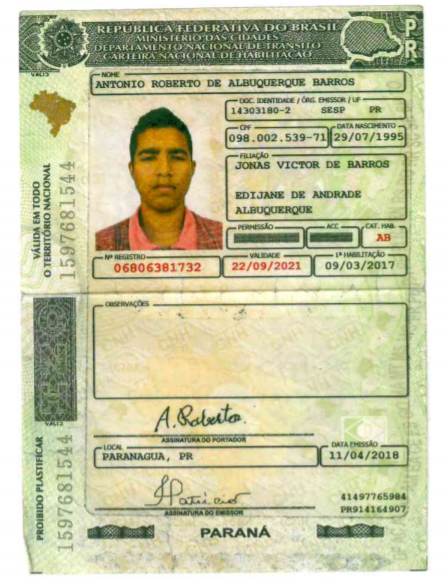 REPÚBLICA FEDERATIVA DO BRASIL
MINISTÉRIO DAS CIDADES
DEPARTAMENTO NACIONAL DE TRÂNSITO
CARTEIRA NACIONAL DE HABILITAÇÃO
PR
VALID
NOME
ANTONIO ROBERTO DE ALBUQUERQUE BARROS
DOC. IDENTIDADE / ÓRG. EMISSOR / UF
14303180-2 SESP PR
CPF
098.002.539-71
DATA NASCIMENTO
29/07/1995
FILIAÇÃO
JONAS VICTOR DE BARROS
EDIJANE DE ANDRADE
ALBUQUERQUE
PERMISSÃO
ACC
CAT. HAB.
AB
Nº REGISTRO
06806381732
VALIDADE
22/09/2021
1ª HABILITAÇÃO
09/03/2017
VÁLIDA EM TODO
O TERRITÓRIO NACIONAL
1597681544
OBSERVAÇÕES
A. Roberto
ASSINATURA DO PORTADOR
VALID
LOCAL
PARANAGUA, PR
DATA EMISSÃO
11/04/2018
ASSINATURA DO EMISSOR
41497765984
PR914164907
PROIBIDO PLASTIFICAR
1597681544
PARANÁ